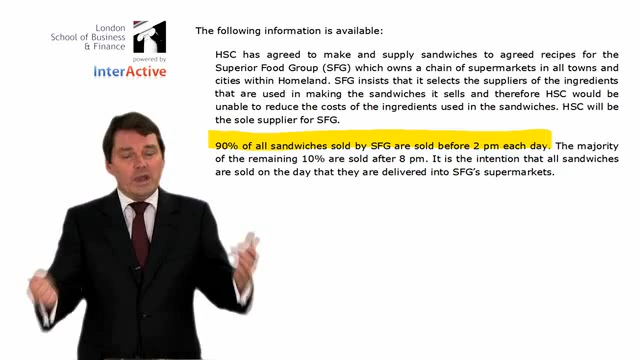 London
School of Business
& Finance
powered by
InterActive
The following information is available:
HSC has agreed to make and supply sandwiches to agreed recipes for the
Superior Food Group (SFG) which owns a chain of supermarkets in all towns and
cities within Homeland. SFG insists that it selects the suppliers of the ingredients
that are used in making the sandwiches it sells and therefore HSC would be
unable to reduce the costs of the ingredients used in the sandwiches. HSC will be
the sole supplier for SFG.
90% of all sandwiches sold by SFG are sold before 2 pm each day. The majority
of the remaining 10% are sold after 8 pm. It is the intention that all sandwiches
are sold on the day that they are delivered into SFG's supermarkets.